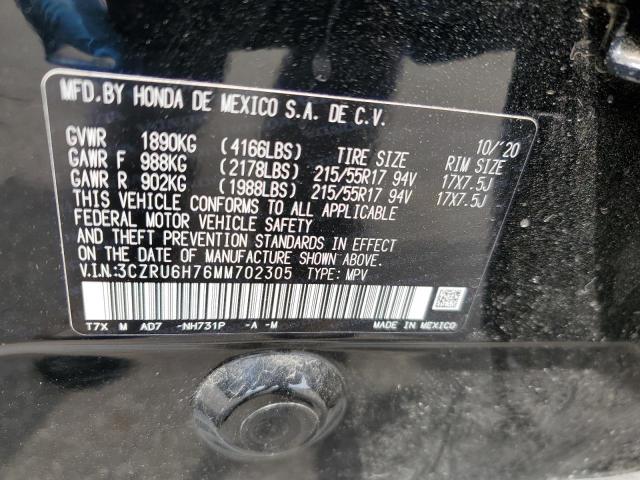 MFD.BY HONDA DE MEXICO S.A. DE C.V.
10/'20
GVWR 1890KG (4166LBS) TIRE SIZE RIM SIZE
GAWR F 988KG (2178LBS) 215/55R17 94V 17X7.5J
GAWR R 902KG (1988LBS) 215/55R17 94V 17X7.5J
THIS VEHICLE CONFORMS TO ALL APPLICABLE
FEDERAL MOTOR VEHICLE SAFETY
AND THEFT PREVENTION STANDARDS IN EFFECT
ON THE DATE OF MANUFACTURE SHOWN ABOVE.
V.I.N.:3CZRU6H76MM702305 TYPE: MPV
T7X M AD7 -NH731P -A -M MADE IN MEXICO